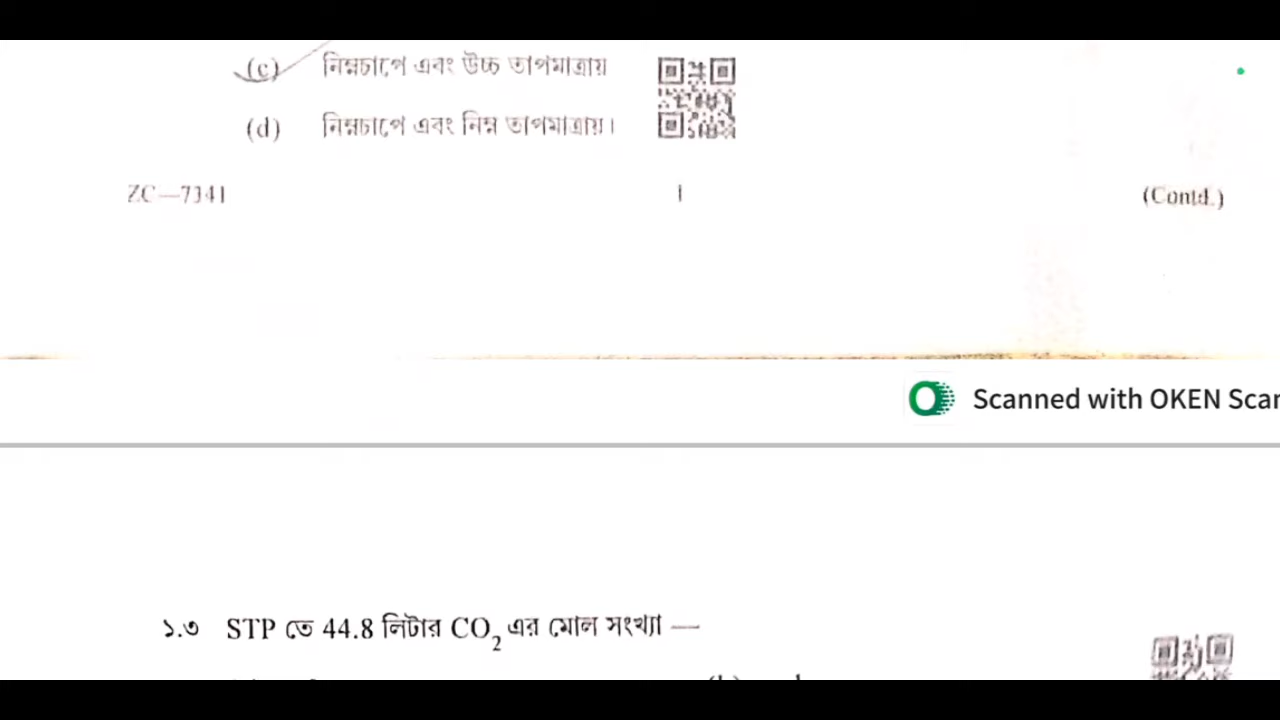 (c) নিম্নচাপে এবং উচ্চ তাপমাত্রায়
(d) নিম্নচাপে এবং নিম্ন তাপমাত্রায়।
ZC—7341 1 (Contd.)
Scanned with OKEN Scan
১.৩ STP তে 44.8 লিটার CO₂ এর মোল সংখ্যা —